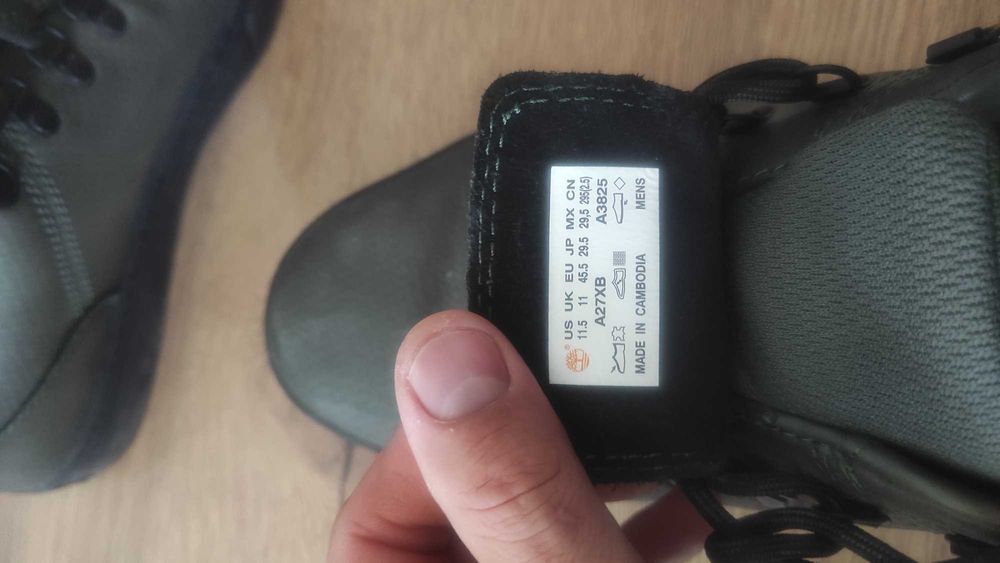 ® US UK EU JP MX CN
11.5 11 45.5 29.5 29,5 295(2.5)
A27XB A3825
MADE IN CAMBODIA MENS